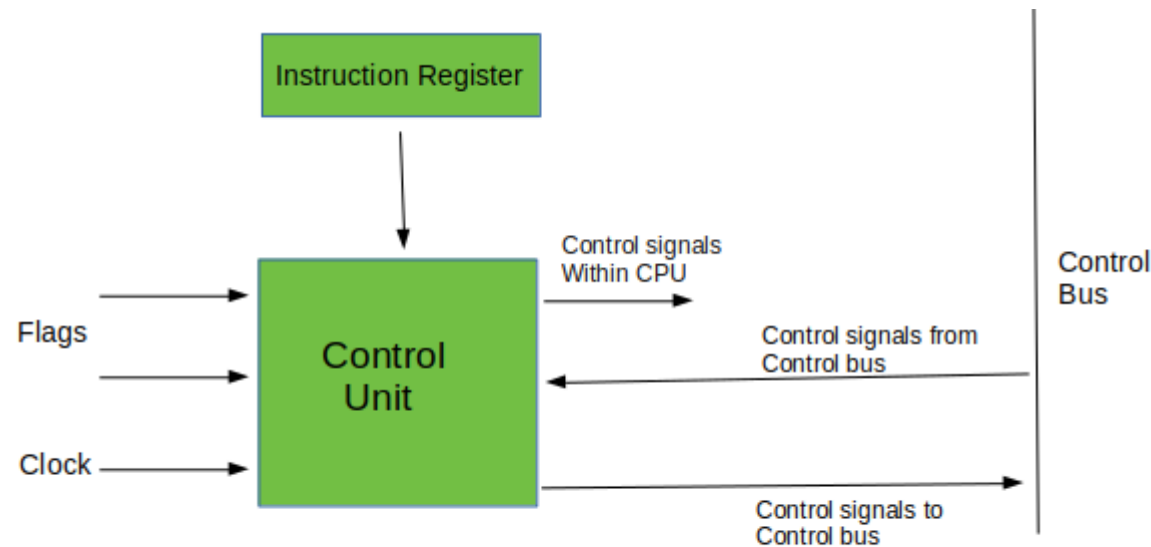 Instruction Register
Control signals
Within CPU
Control
Bus
Flags
Control
Unit
Control signals from
Control bus
Clock
Control signals to
Control bus